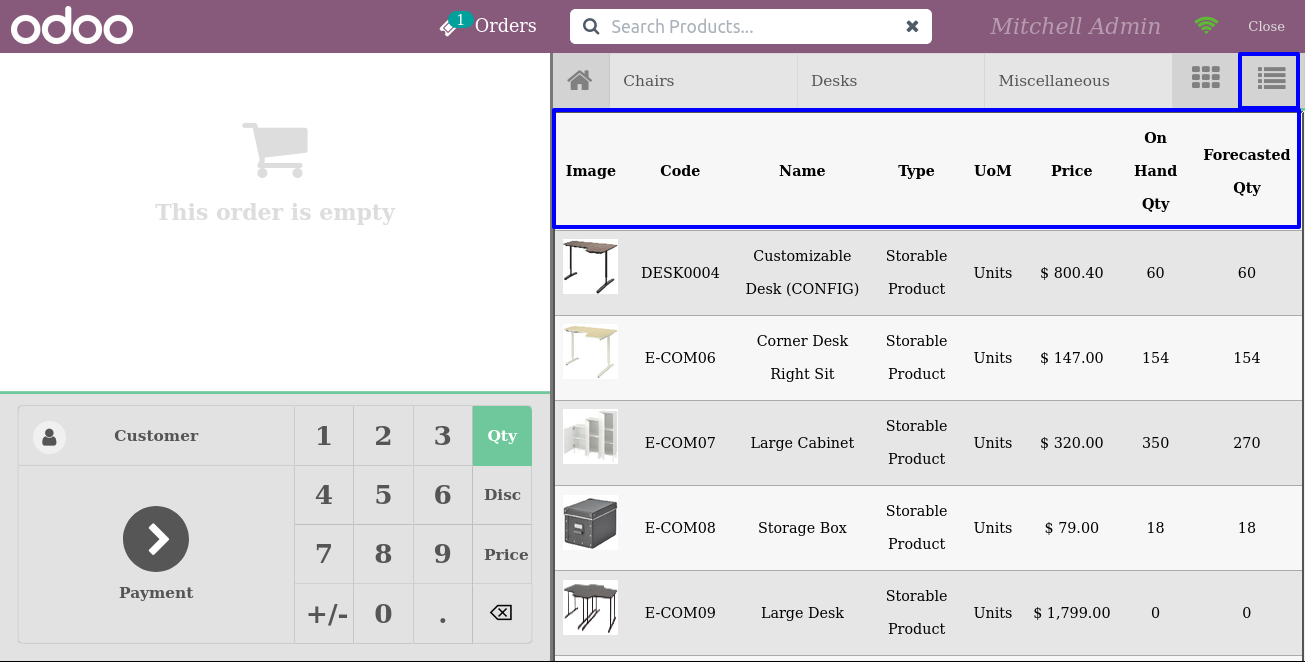 odoo
1
Orders
Search Products...
Mitchell Admin
Close
This order is empty
Customer
Payment
1 2 3 Qty
4 5 6 Disc
7 8 9 Price
+/- 0 .
Chairs Desks Miscellaneous
Image Code Name Type UoM Price On Hand Qty Forecasted Qty
DESK0004 Customizable Desk (CONFIG) Storable Product Units $ 800.40 60 60
E-COM06 Corner Desk Right Sit Storable Product Units $ 147.00 154 154
E-COM07 Large Cabinet Storable Product Units $ 320.00 350 270
E-COM08 Storage Box Storable Product Units $ 79.00 18 18
E-COM09 Large Desk Storable Product Units $ 1,799.00 0 0